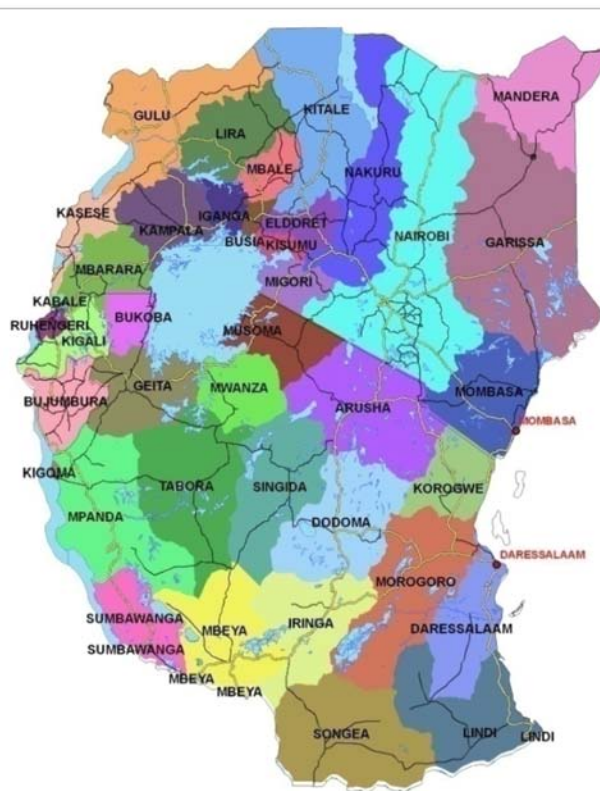 GULU
KITALE
MANDERA
LIRA
MBALE
NAKURU
KASESE
IGANGA
KAMPALA
ELDORET
BUSIA
KISUMU
NAIROBI
GARISSA
MBARARA
MIGORI
KABALE
RUHENGERI
BUKOBA
KIGALI
MUSOMA
GEITA
MWANZA
MOMBASA
BUJUMBURA
ARUSHA
MOMBASA
KIGOMA
TABORA
SINGIDA
KOROGWE
MPANDA
DODOMA
DARESSALAAM
MOROGORO
SUMBAWANGA
MBEYA
IRINGA
DARESSALAAM
SUMBAWANGA
MBEYA
MBEYA
SONGEA
LINDI
LINDI